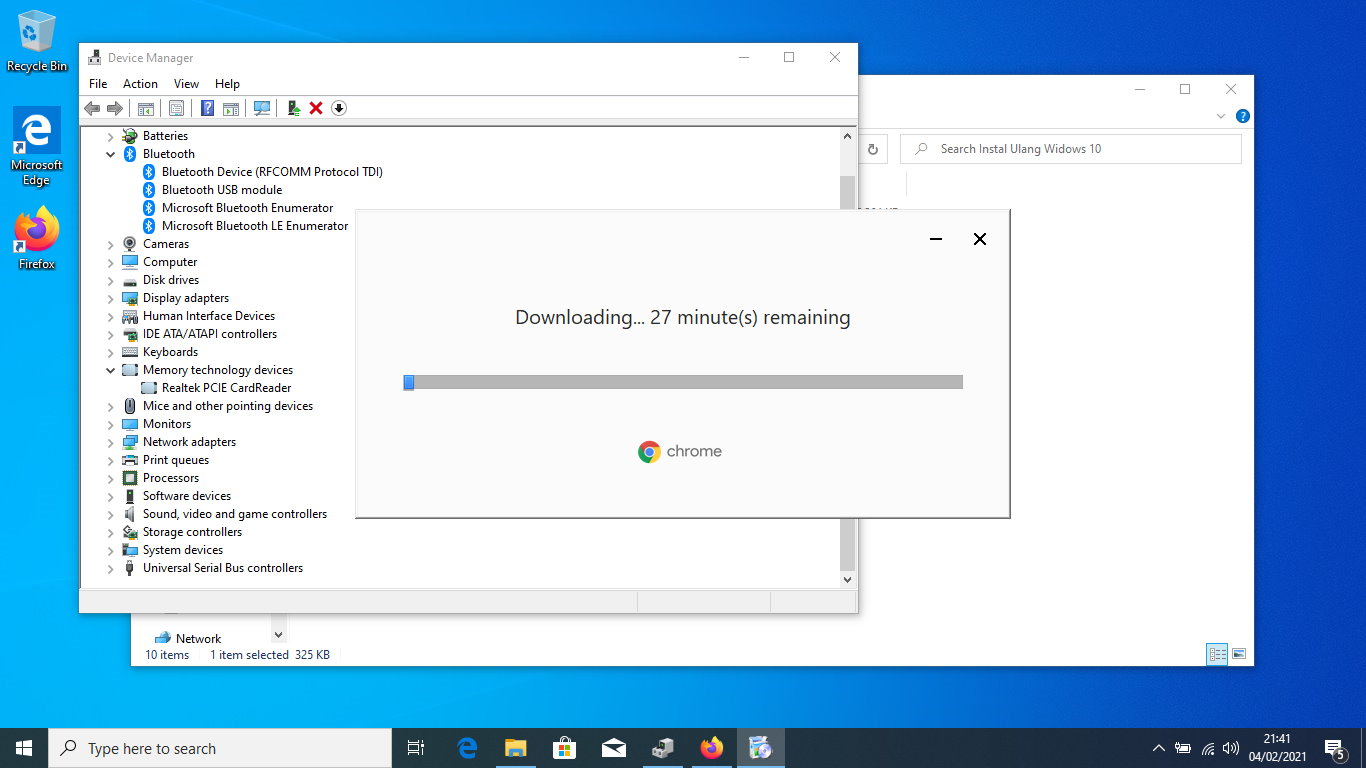 Recycle Bin
Microsoft
Edge
Firefox
Device Manager
File Action View Help
Batteries
Bluetooth
Bluetooth Device (RFCOMM Protocol TDI)
Bluetooth USB module
Microsoft Bluetooth Enumerator
Microsoft Bluetooth LE Enumerator
Cameras
Computer
Disk drives
Display adapters
Human Interface Devices
IDE ATA/ATAPI controllers
Keyboards
Memory technology devices
Realtek PCIE CardReader
Mice and other pointing devices
Monitors
Network adapters
Print queues
Processors
Software devices
Sound, video and game controllers
Storage controllers
System devices
Universal Serial Bus controllers
Search Instal Ulang Widows 10
Downloading... 27 minute(s) remaining
chrome
Network
10 items 1 item selected 325 KB
Type here to search
21:41
04/02/2021
5